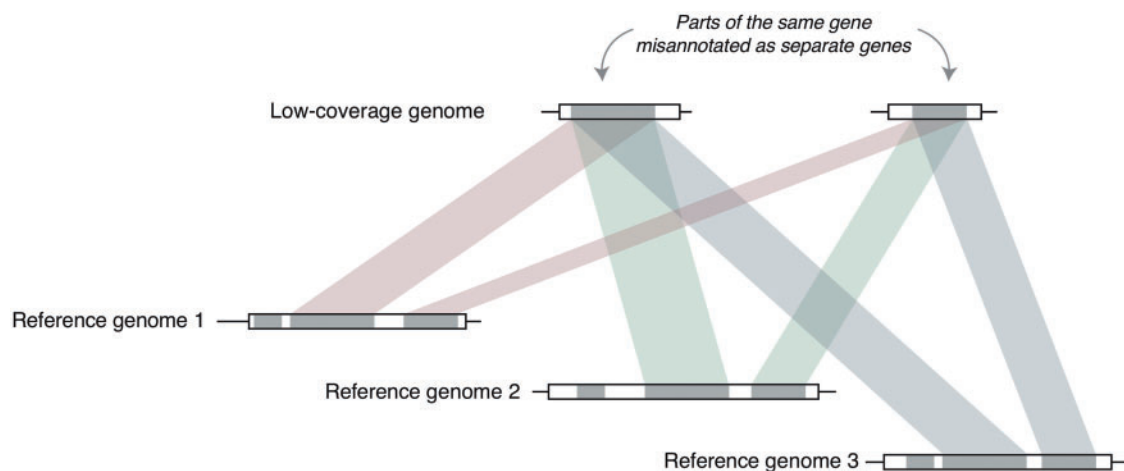 Parts of the same gene
misannotated as separate genes
Low-coverage genome
Reference genome 1
Reference genome 2
Reference genome 3